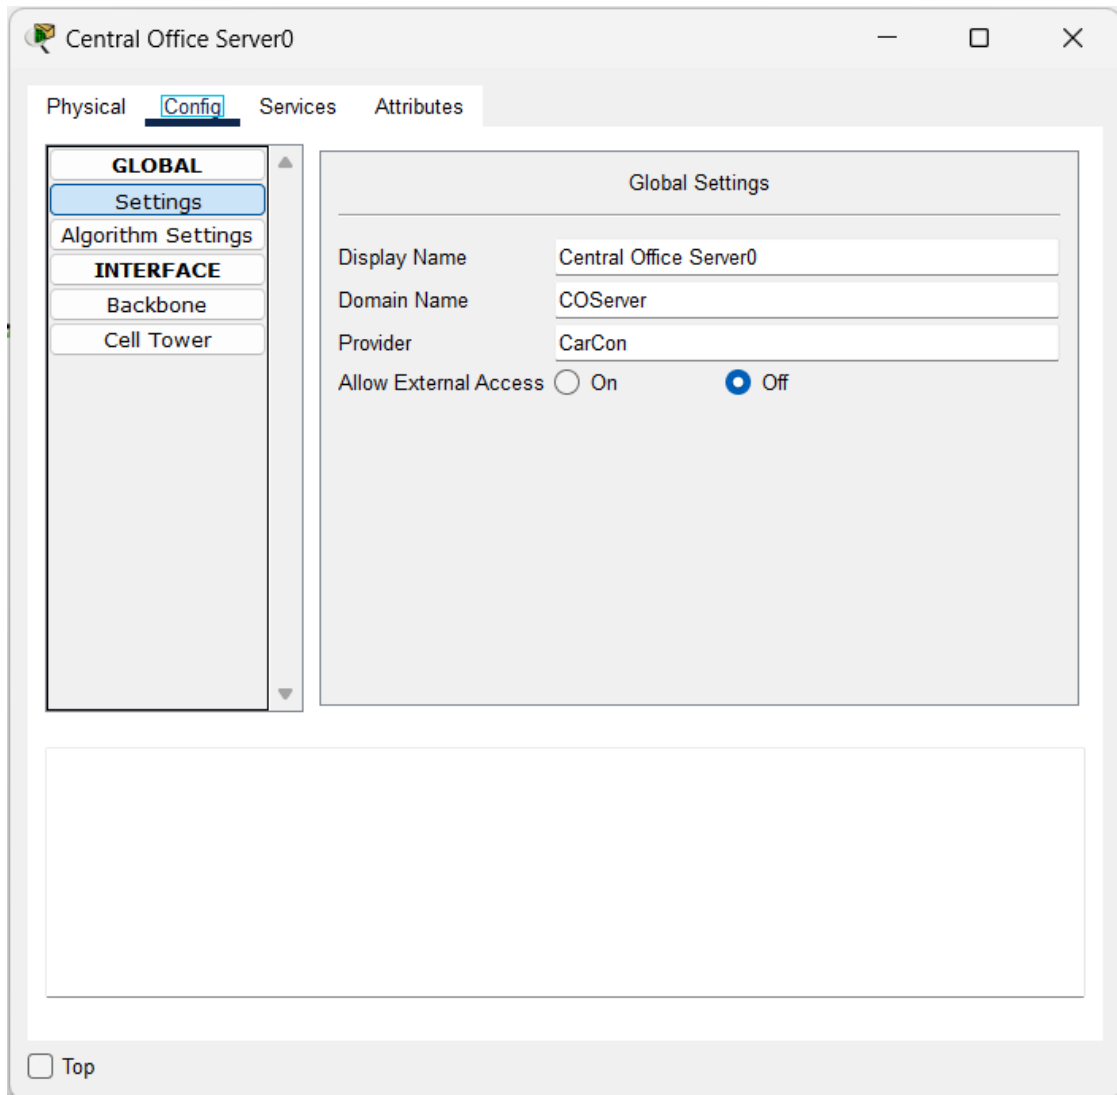 Central Office Server0
Physical Config Services Attributes
GLOBAL
Settings
Algorithm Settings
INTERFACE
Backbone
Cell Tower
Global Settings
Display Name Central Office Server0
Domain Name COServer
Provider CarCon
Allow External Access On Off
Top